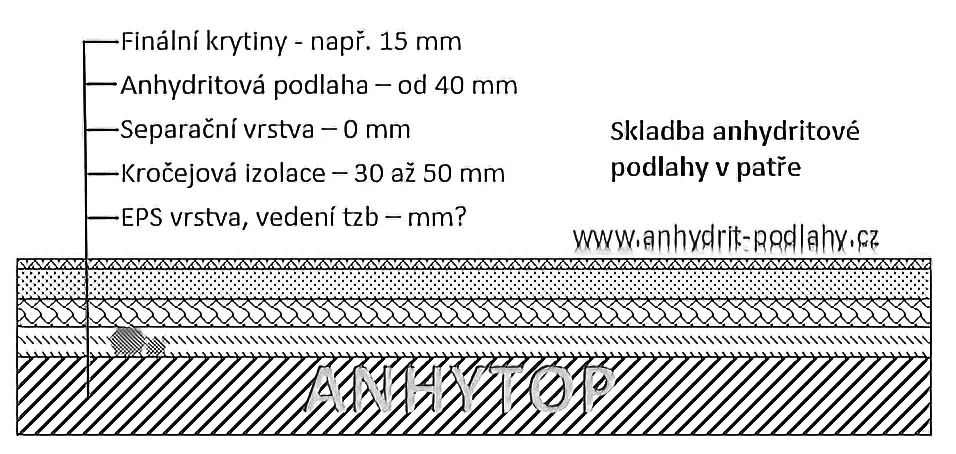 Finální krytiny - např. 15 mm
Anhydritová podlaha – od 40 mm
Separační vrstva – 0 mm
Kročejová izolace – 30 až 50 mm
EPS vrstva, vedení tzb – mm?
Skladba anhydritové
podlahy v patře
www.anhydrit-podlahy.cz
ANHYTOP